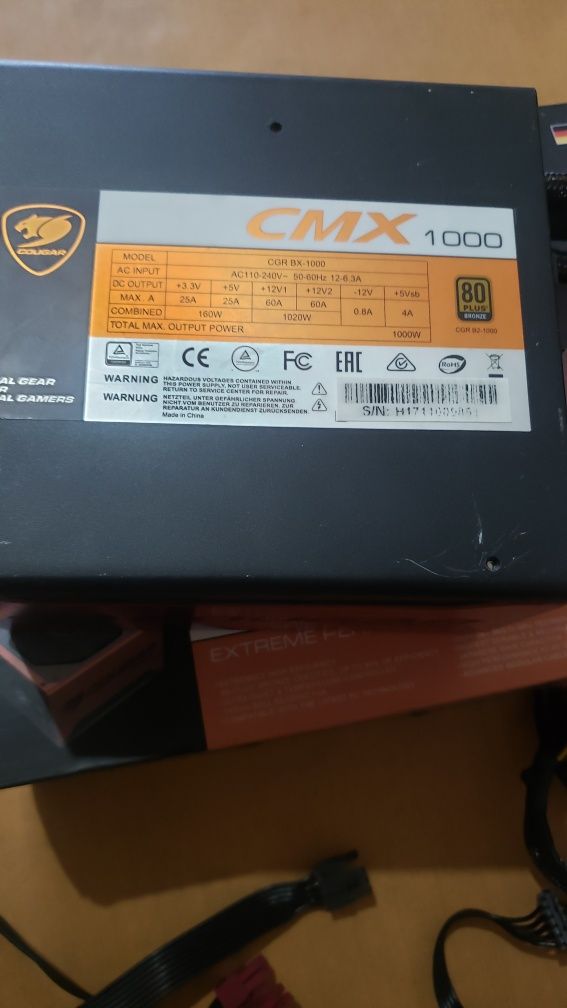 COUGAR
CMX 1000
MODEL CGR BX-1000
AC INPUT AC110-240V~ 50-60Hz 12-6.3A
DC OUTPUT +3.3V +5V +12V1 +12V2 -12V +5Vsb
MAX. A 25A 25A 60A 60A 0.8A 4A
COMBINED 160W 1020W
TOTAL MAX. OUTPUT POWER 1000W
80
PLUS
BRONZE
CGR B2-1000
CE FC EAC RoHS
AL GEAR
R
AL GAMERS
WARNING HAZARDOUS VOLTAGES CONTAINED WITHIN
THIS POWER SUPPLY, NOT USER SERVICEABLE.
RETURN TO SERVICE CENTER FOR REPAIR.
WARNUNG NETZTEIL UNTER GEFÄHRLICHER SPANNUNG
NICHT VOM BENUTZER ZU REPARIEREN. ZUR
REPARATUR AN KUNDENDIENST ZURÜCKSENDEN.
Made in China
S/N:
EXTREME